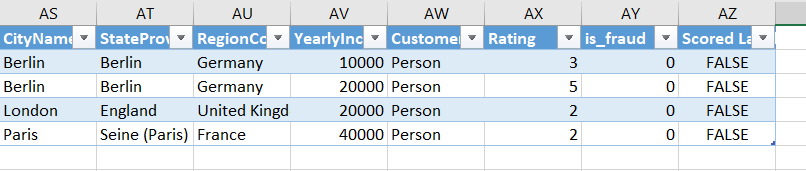 AS AT AU AV AW AX AY AZ
CityName StateProv RegionCo YearlyInc Customer Rating is_fraud Scored La
Berlin Berlin Germany 10000 Person 3 0 FALSE
Berlin Berlin Germany 20000 Person 5 0 FALSE
London England United Kingd 20000 Person 2 0 FALSE
Paris Seine (Paris) France 40000 Person 2 0 FALSE